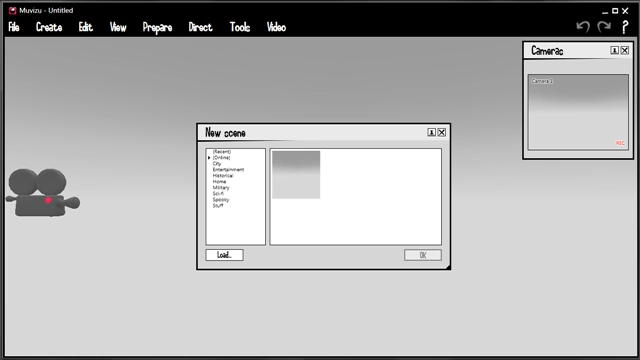 Muvizu - Untitled
File Create Edit View Prepare Direct Tools Video
Cameras
Camera 1
REC
New scene
(Recent)
(Online)
City
Entertainment
Historical
Home
Military
Sci-fi
Spooky
Stuff
Load... OK